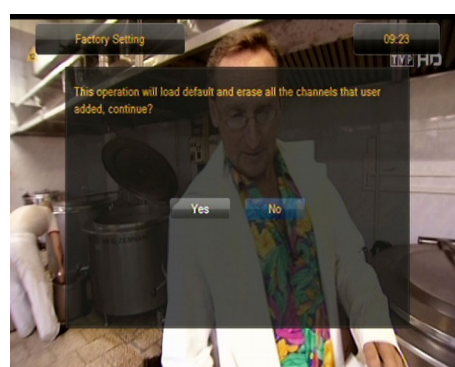 Factory Setting
09:23
TVP HD
This operation will load default and erase all the channels that user
added, continue?
Yes
No